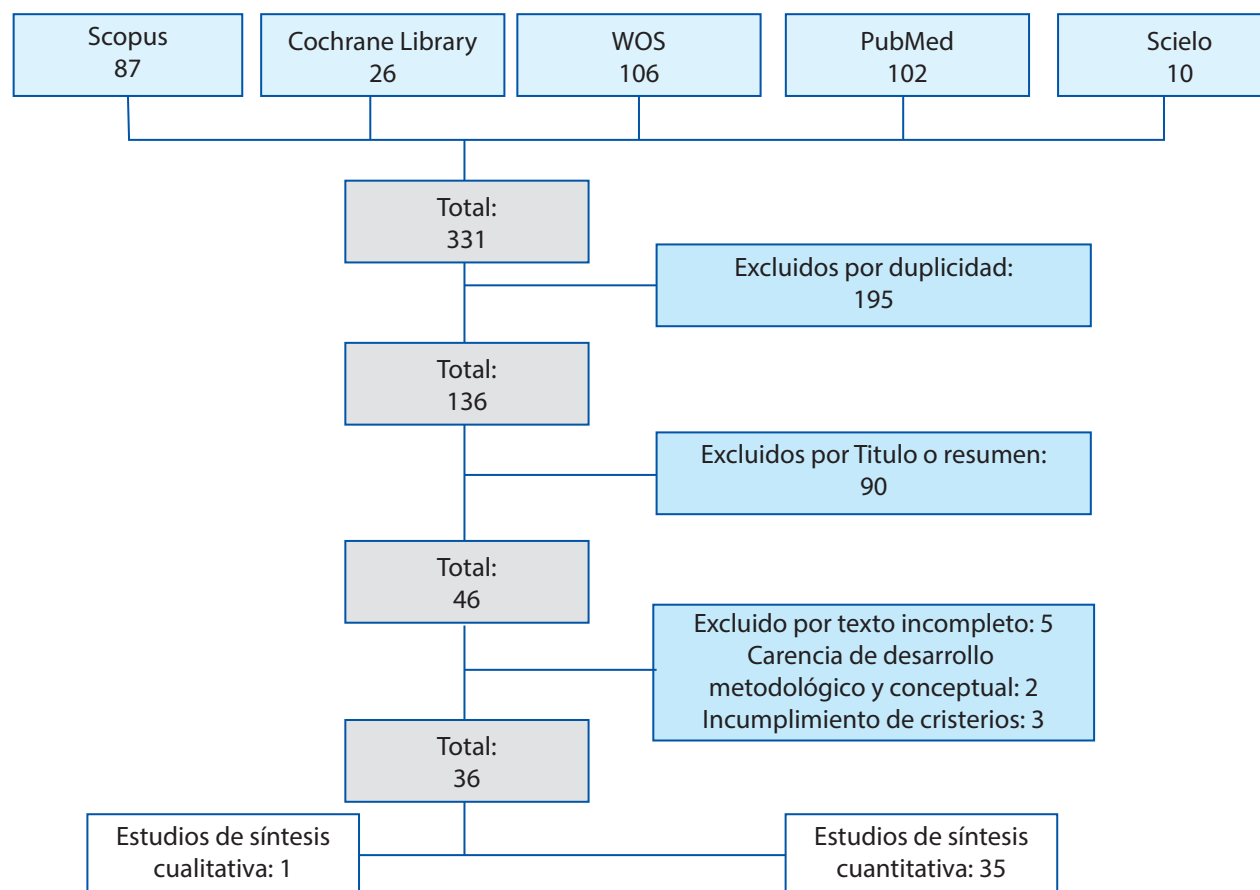 Scopus
87
Cochrane Library
26
WOS
106
PubMed
102
Scielo
10
Total:
331
Excluidos por duplicidad:
195
Total:
136
Excluidos por Titulo o resumen:
90
Total:
46
Excluido por texto incompleto: 5
Carencia de desarrollo
metodológico y conceptual: 2
Incumplimiento de cristerios: 3
Total:
36
Estudios de síntesis
cualitativa: 1
Estudios de síntesis
cuantitativa: 35